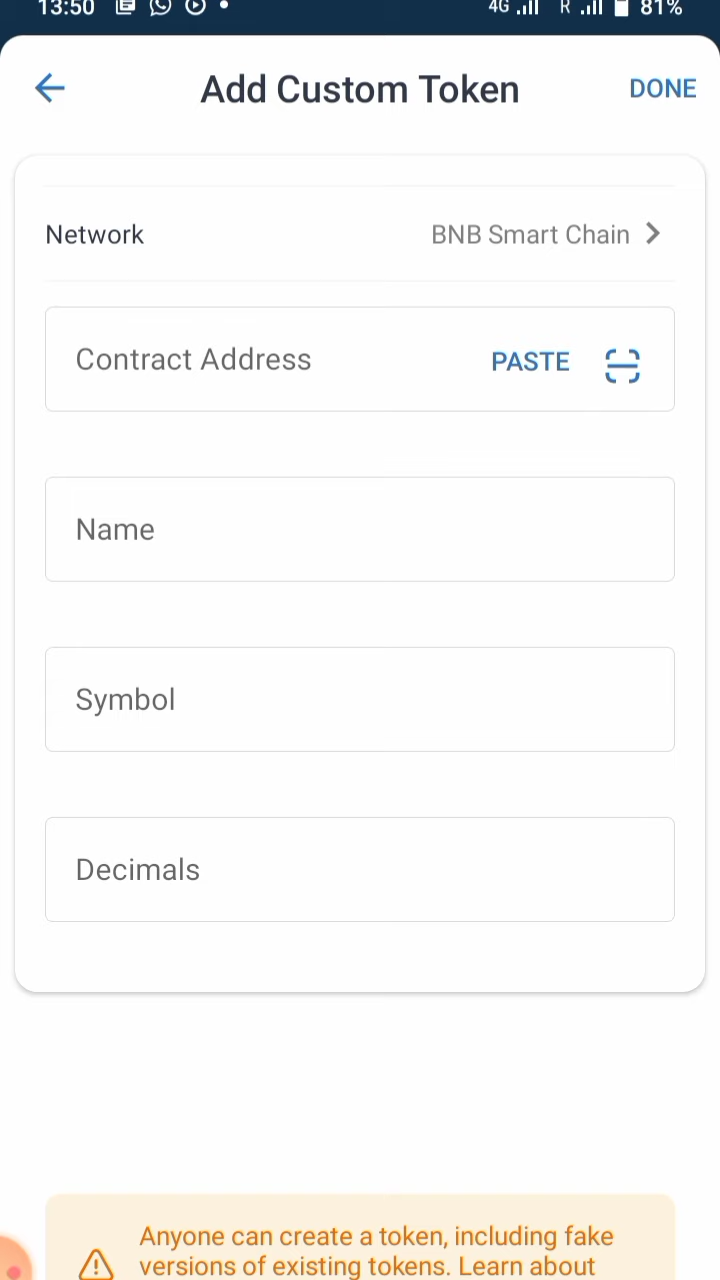 13:50 4G R 81%
Add Custom Token DONE
Network BNB Smart Chain
Contract Address PASTE
Name
Symbol
Decimals
Anyone can create a token, including fake
versions of existing tokens. Learn about